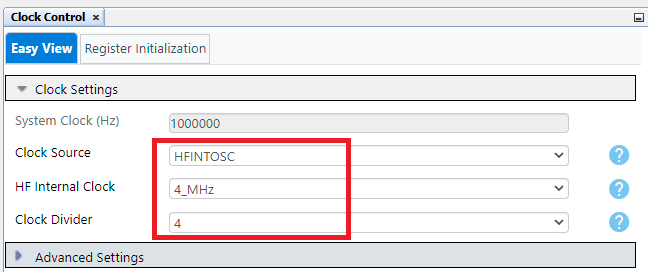 Clock Control ×
Easy View Register Initialization
Clock Settings
System Clock (Hz) 1000000
Clock Source HFINTOSC ?
HF Internal Clock 4_MHz ?
Clock Divider 4 ?
Advanced Settings